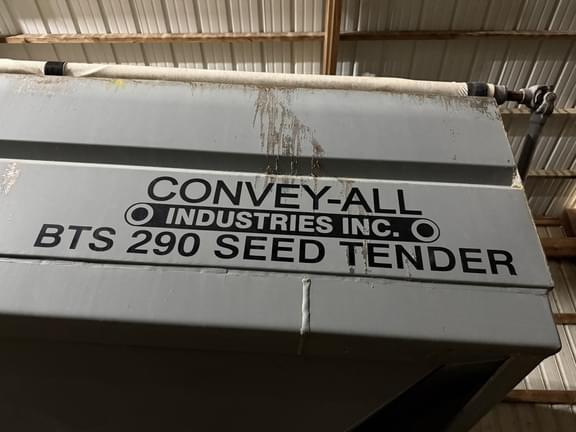 CONVEY-ALL
INDUSTRIES INC.
BTS 290 SEED TENDER